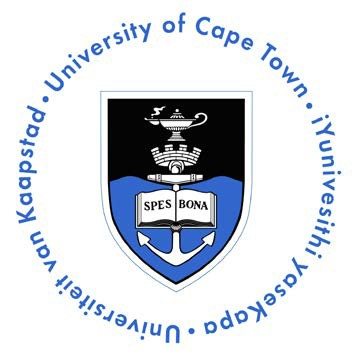 University of Cape Town • iYunivesithi yaseKapa • Universiteit van Kaapstad •
SPES BONA